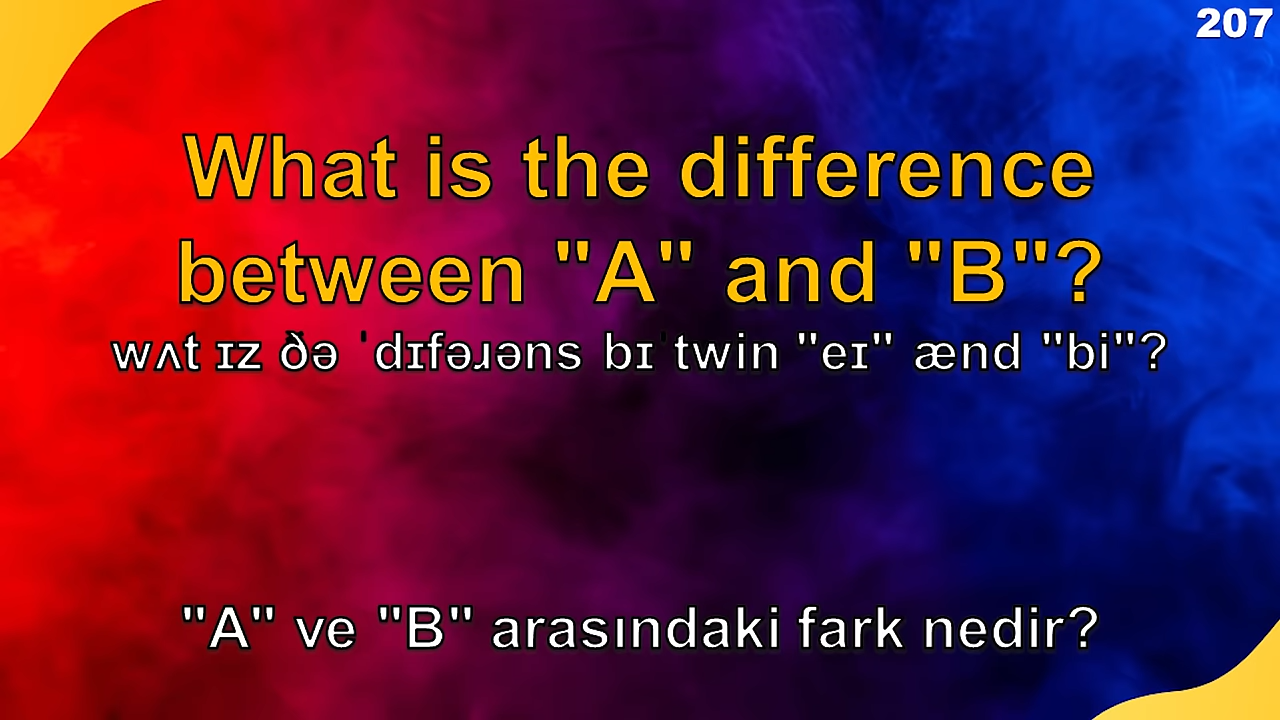 207
What is the difference
between "A" and "B"?
wʌt ɪz ðə ˈdɪfəɹəns bɪˈtwin "eɪ" ænd "bi"?
"A" ve "B" arasındaki fark nedir?